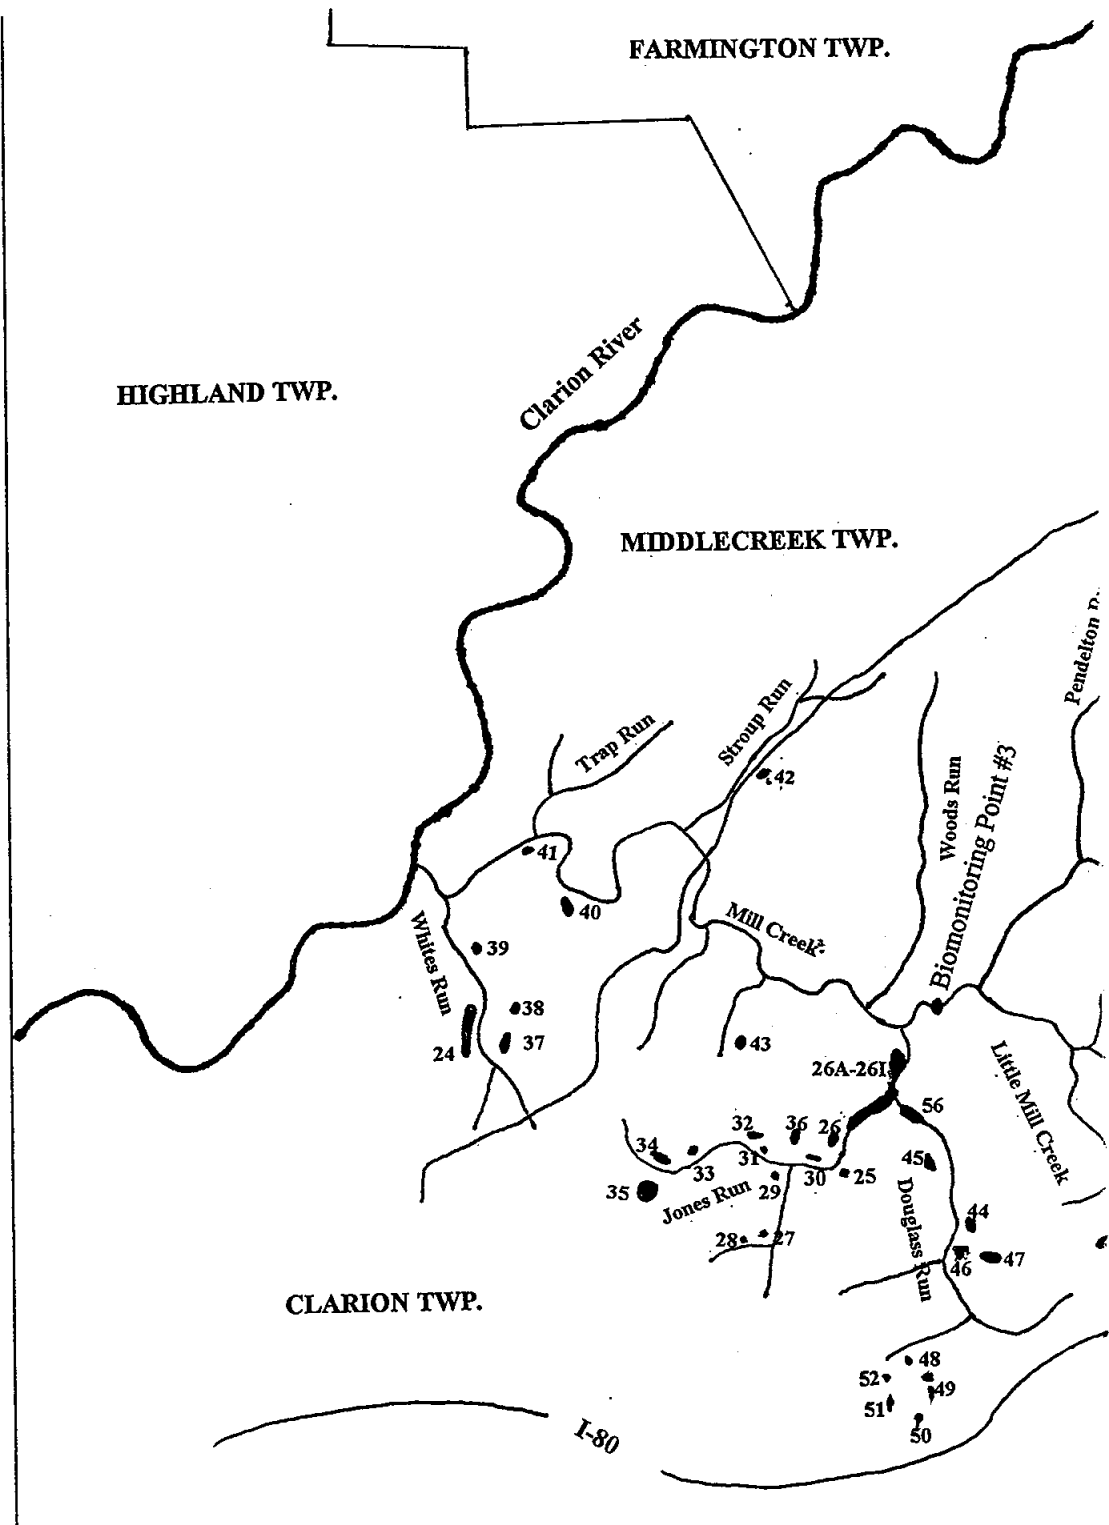 FARMINGTON TWP.
Clarion River
HIGHLAND TWP.
MIDDLECREEK TWP.
Pendelton
Stroup Run
Trap Run
42
Woods Run
Biomonitoring Point #3
41
40
Mill Creek
Whites Run
39
38
37
24
43
26A-26I
Little Mill Creek
56
32
36
26
34
33
31
30
25
45
35
Jones Run
29
Douglass Run
44
28
27
46
47
CLARION TWP.
48
52
49
51
50
I-80